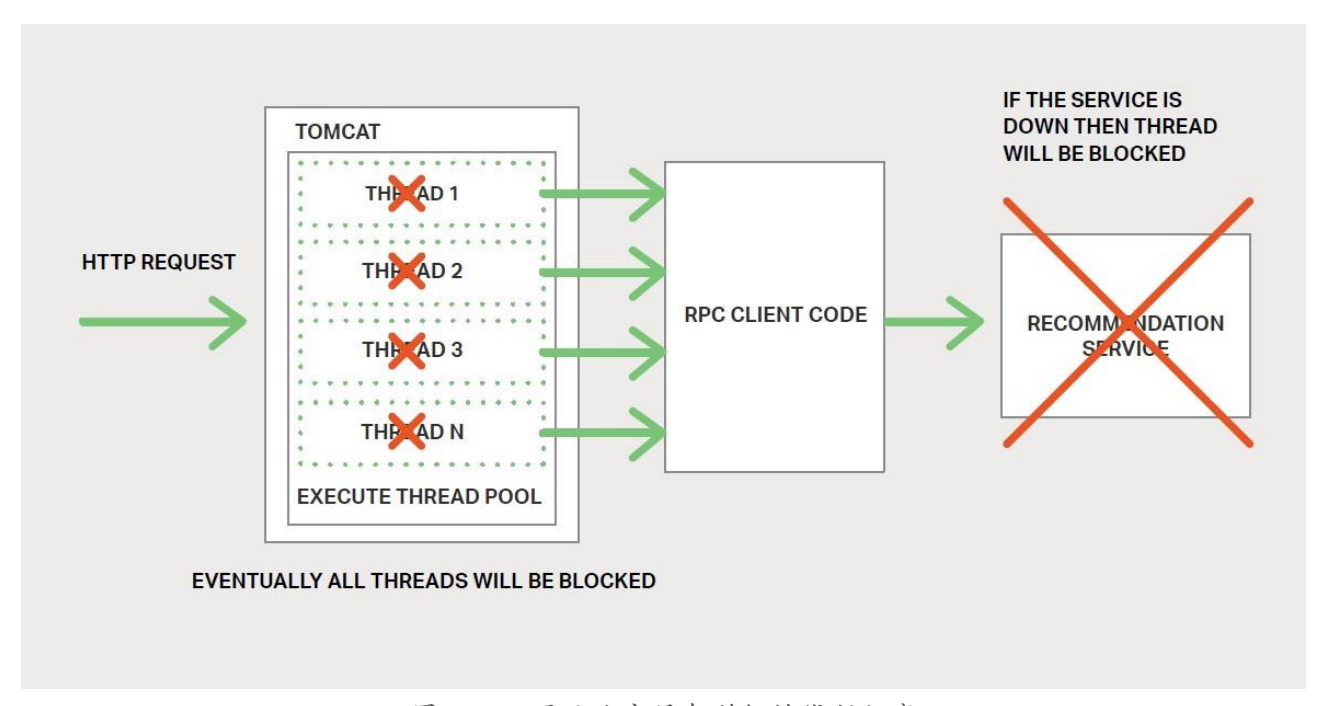 IF THE SERVICE IS
DOWN THEN THREAD
WILL BE BLOCKED
TOMCAT
THREAD 1
THREAD 2
THREAD 3
THREAD N
EXECUTE THREAD POOL
HTTP REQUEST
RPC CLIENT CODE
RECOMMENDATION
SERVICE
EVENTUALLY ALL THREADS WILL BE BLOCKED